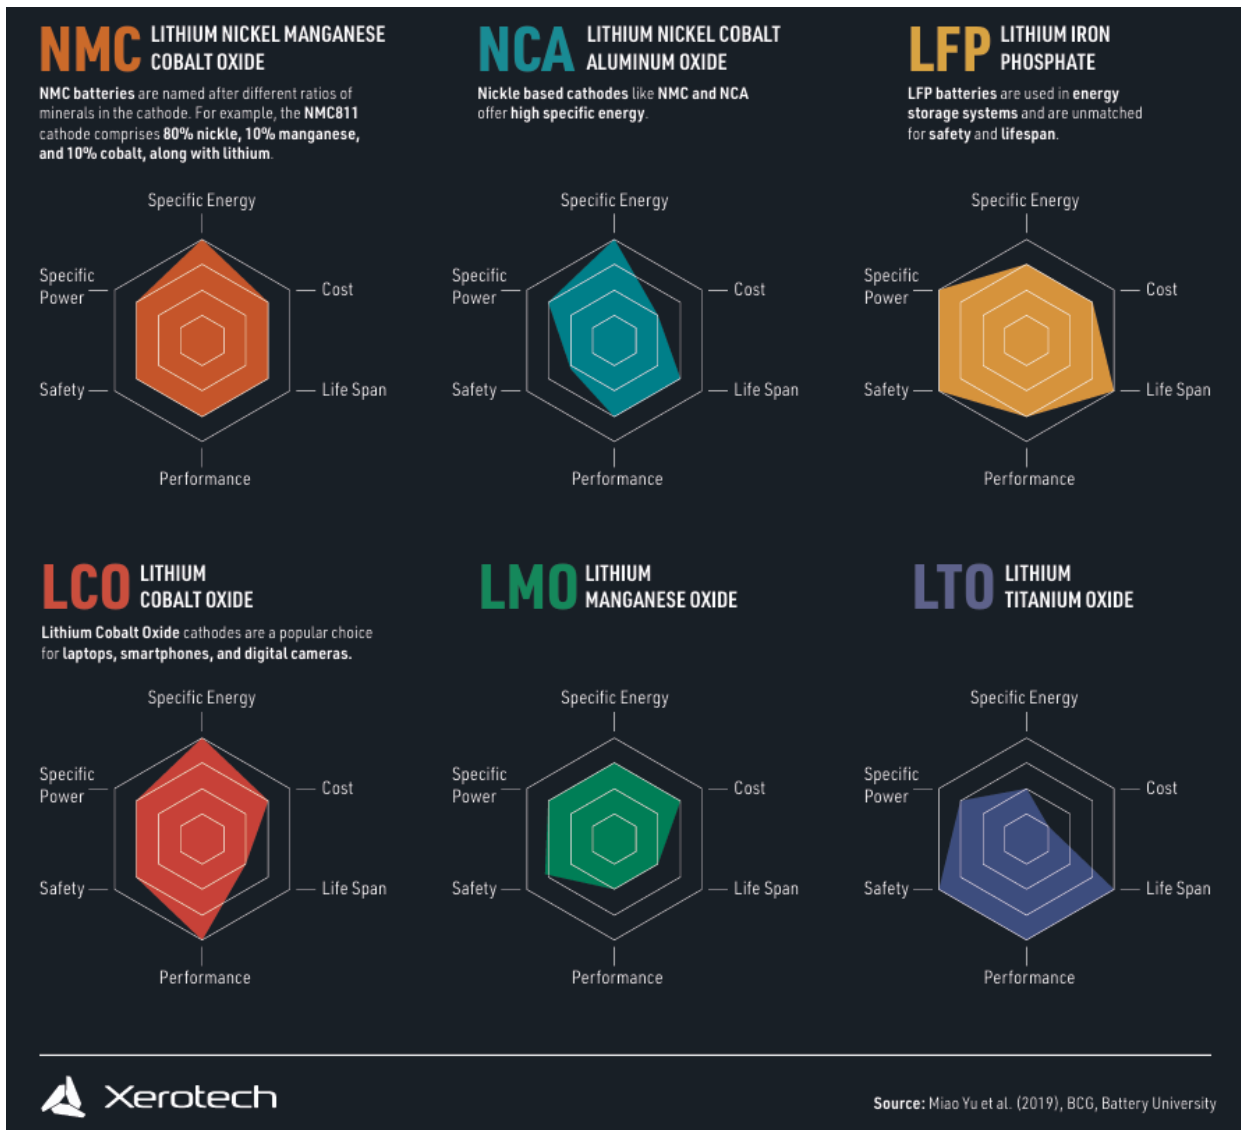 NMC LITHIUM NICKEL MANGANESE
COBALT OXIDE
NMC batteries are named after different ratios of
minerals in the cathode. For example, the NMC811
cathode comprises 80% nickle, 10% manganese,
and 10% cobalt, along with lithium.
Specific Energy
Specific
Power
Cost
Safety
Life Span
Performance
NCA LITHIUM NICKEL COBALT
ALUMINUM OXIDE
Nickle based cathodes like NMC and NCA
offer high specific energy.
Specific Energy
Specific
Power
Cost
Safety
Life Span
Performance
LFP LITHIUM IRON
PHOSPHATE
LFP batteries are used in energy
storage systems and are unmatched
for safety and lifespan.
Specific Energy
Specific
Power
Cost
Safety
Life Span
Performance
LCO LITHIUM
COBALT OXIDE
Lithium Cobalt Oxide cathodes are a popular choice
for laptops, smartphones, and digital cameras.
Specific Energy
Specific
Power
Cost
Safety
Life Span
Performance
LMO LITHIUM
MANGANESE OXIDE
Specific Energy
Specific
Power
Cost
Safety
Life Span
Performance
LTO LITHIUM
TITANIUM OXIDE
Specific Energy
Specific
Power
Cost
Safety
Life Span
Performance
Xerotech
Source: Miao Yu et al. (2019), BCG, Battery University